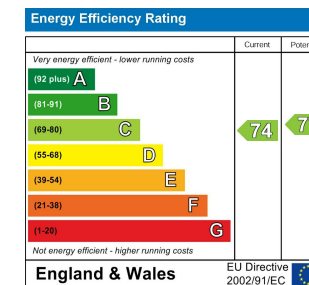 Energy Efficiency Rating
Current
Very energy efficient - lower running costs
(92 plus) A
(81-91) B
(69-80) C
74
(55-68) D
(39-54) E
(21-38) F
(1-20) G
Not energy efficient - higher running costs
England & Wales
EU Directive
2002/91/EC